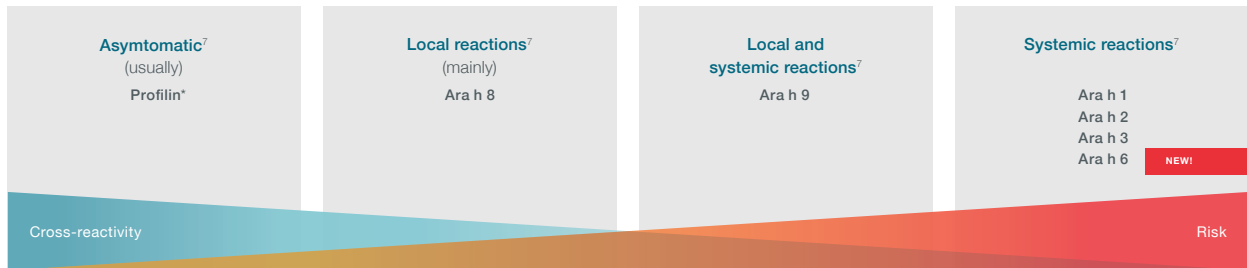 Asymtomatic7
(usually)
Profilin*
Local reactions7
(mainly)
Ara h 8
Local and
systemic reactions7
Ara h 9
Systemic reactions7
Ara h 1
Ara h 2
Ara h 3
Ara h 6
NEW!
Cross-reactivity
Risk